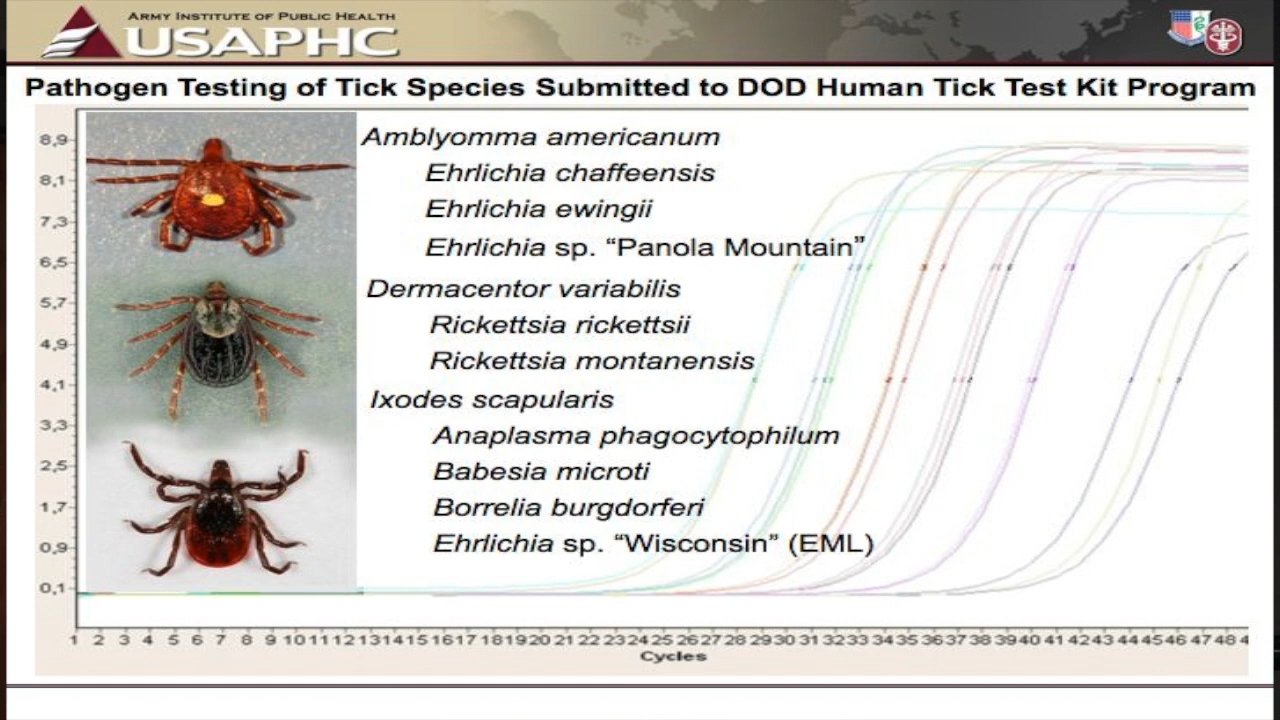 ARMY INSTITUTE OF PUBLIC HEALTH
USAPHC
Pathogen Testing of Tick Species Submitted to DOD Human Tick Test Kit Program
Amblyomma americanum
Ehrlichia chaffeensis
Ehrlichia ewingii
Ehrlichia sp. “Panola Mountain”
Dermacentor variabilis
Rickettsia rickettsii
Rickettsia montanensis
Ixodes scapularis
Anaplasma phagocytophilum
Babesia microti
Borrelia burgdorferi
Ehrlichia sp. “Wisconsin” (EML)
8,9
8,1
7,3
6,5
5,7
4,9
4,1
3,3
2,5
1,7
0,9
0,1
1 2 3 4 5 6 7 8 9 10 11 12 13 14 15 16 17 18 19 20 21 22 23 24 25 26 27 28 29 30 31 32 33 34 35 36 37 38 39 40 41 42 43 44 45 46 47 48 4
Cycles